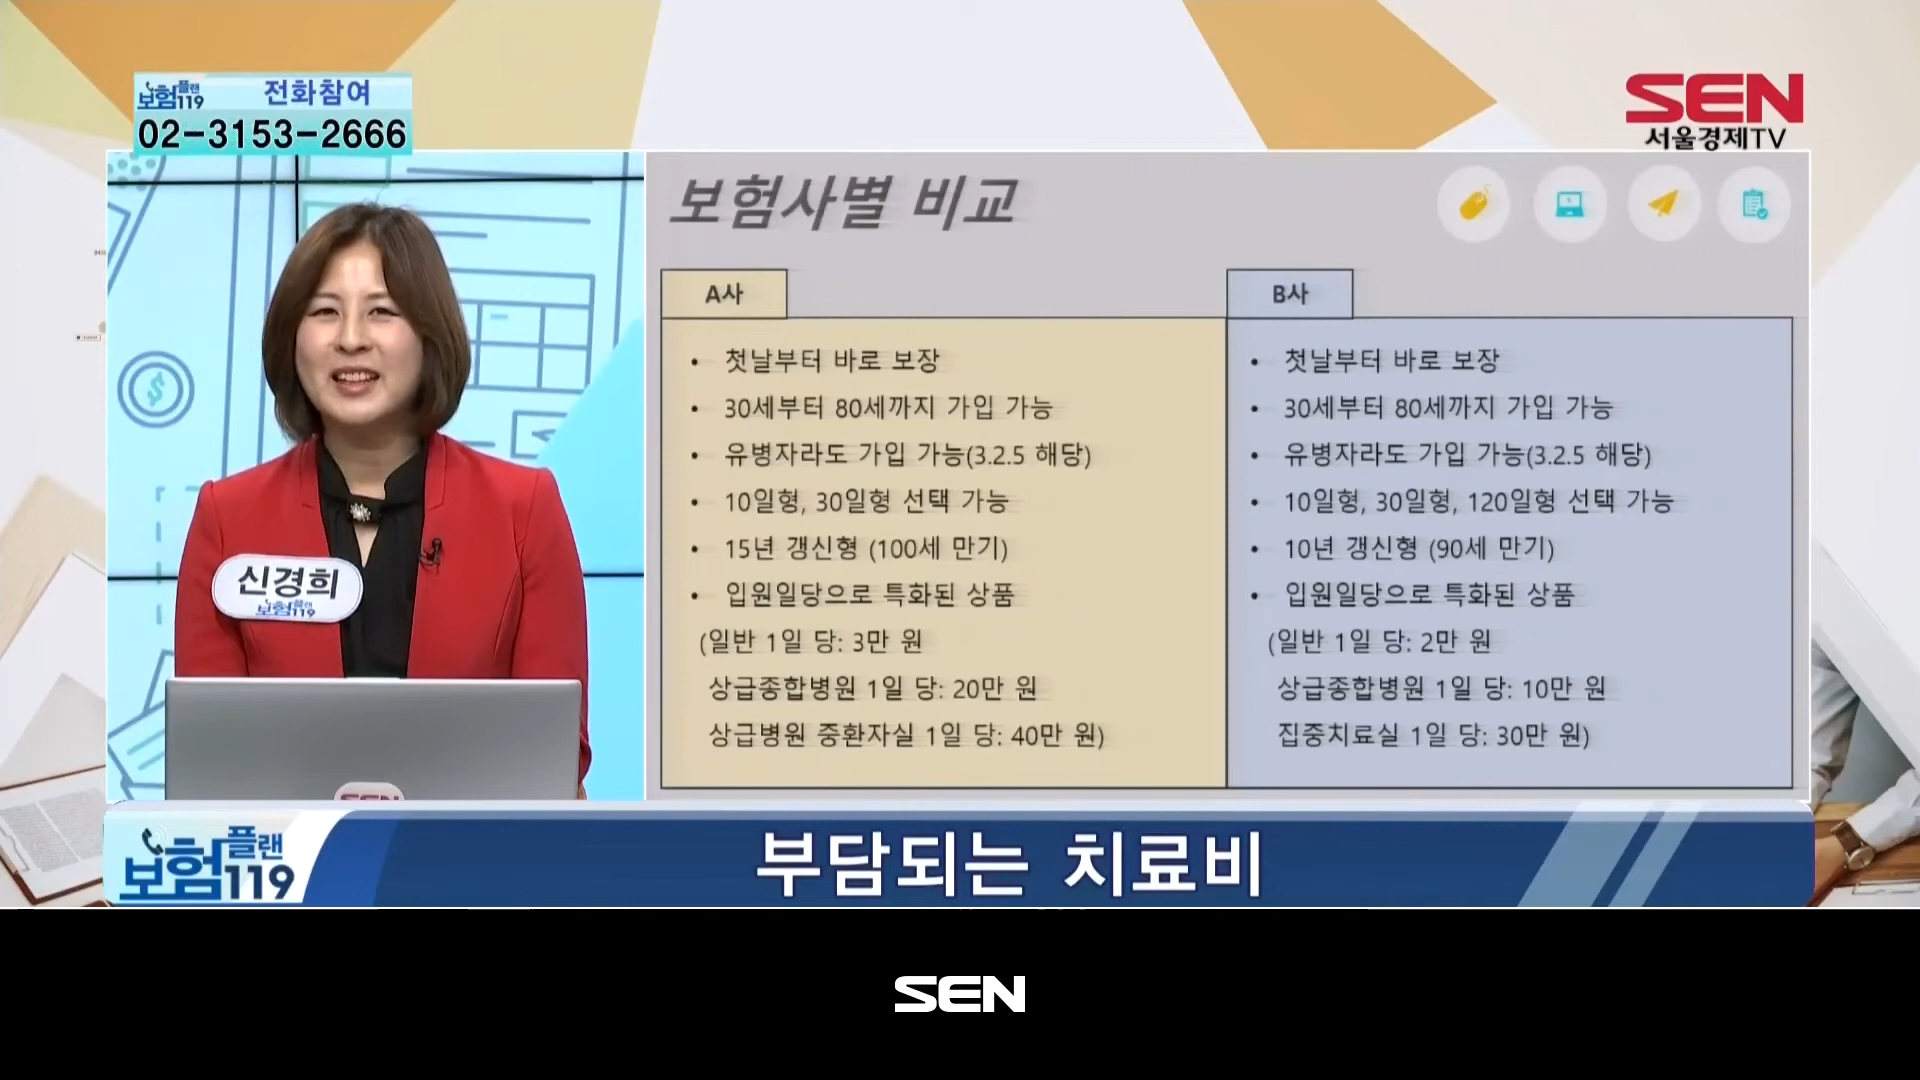 보험플랜119 전화참여
02-3153-2666
SEN
서울경제TV
보험사별 비교
A사
• 첫날부터 바로 보장
• 30세부터 80세까지 가입 가능
• 유병자라도 가입 가능(3.2.5 해당)
• 10일형, 30일형 선택 가능
• 15년 갱신형 (100세 만기)
• 입원일당으로 특화된 상품
(일반 1일 당: 3만 원
상급종합병원 1일 당: 20만 원
상급병원 중환자실 1일 당: 40만 원)
B사
• 첫날부터 바로 보장
• 30세부터 80세까지 가입 가능
• 유병자라도 가입 가능(3.2.5 해당)
• 10일형, 30일형, 120일형 선택 가능
• 10년 갱신형 (90세 만기)
• 입원일당으로 특화된 상품
(일반 1일 당: 2만 원
상급종합병원 1일 당: 10만 원
집중치료실 1일 당: 30만 원)
신경희
보험플랜119
SEN
보험플랜119
부담되는 치료비
SEN